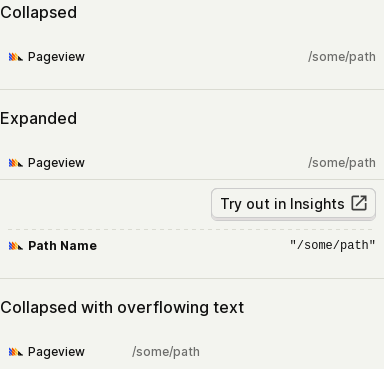 Collapsed
Pageview /some/path
Expanded
Pageview /some/path
Try out in Insights
Path Name "/some/path"
Collapsed with overflowing text
Pageview /some/path